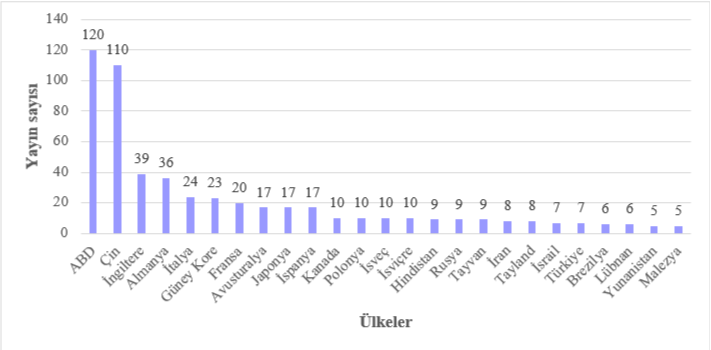 140
120
100
80
60
40
20
0
Yayın sayısı
120
110
39
36
24
23
20
17
17
17
10
10
10
10
9
9
9
8
8
7
7
6
6
5
5
ABD
Çin
İngiltere
Almanya
İtalya
Güney Kore
Fransa
Avusturalya
Japonya
İspanya
Kanada
Polonya
İsveç
İsviçre
Hindistan
Rusya
Tayvan
İran
Tayland
İsrail
Türkiye
Brezilya
Lübnan
Yunanistan
Malezya
Ülkeler